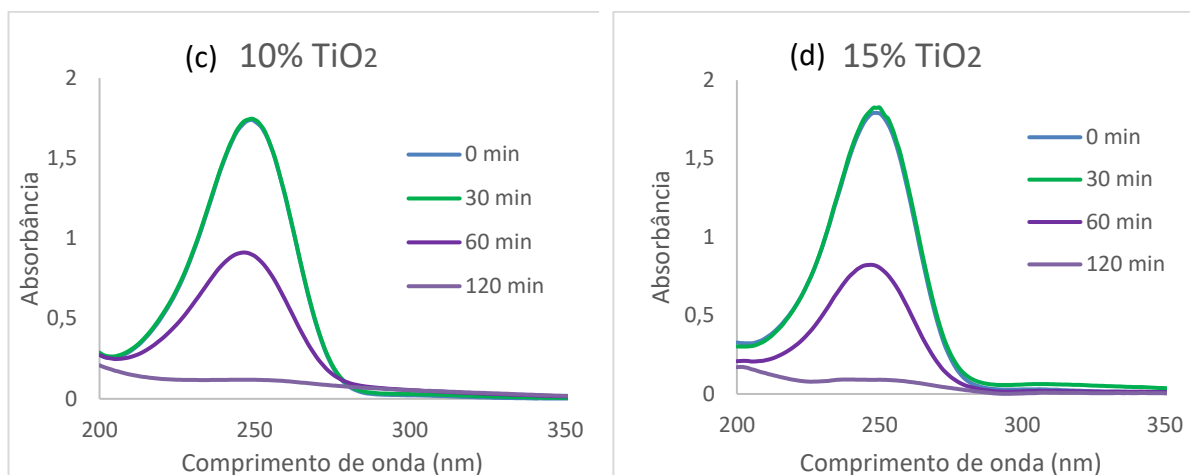 (c) 10% TiO2
2
1,5
1
0,5
0
Absorbância
0 min
30 min
60 min
120 min
200 250 300 350
Comprimento de onda (nm)
(d) 15% TiO2
2
1,5
1
0,5
0
Absorbância
0 min
30 min
60 min
120 min
200 250 300 350
Comprimento de onda (nm)